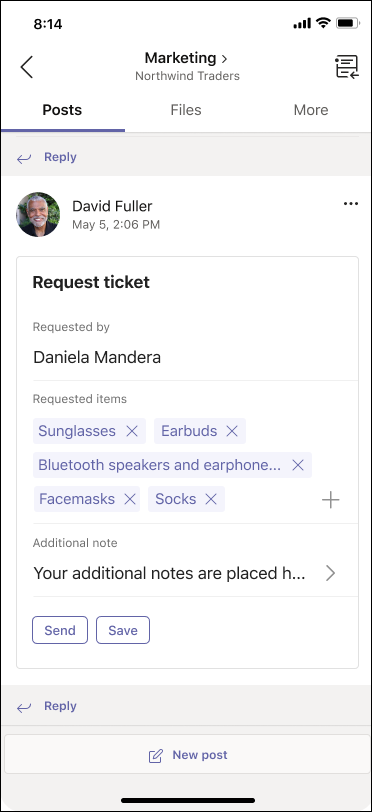 8:14
Marketing >
Northwind Traders
Posts Files More
Reply
David Fuller
May 5, 2:06 PM
Request ticket
Requested by
Daniela Mandera
Requested items
Sunglasses Earbuds
Bluetooth speakers and earphone...
Facemasks Socks
Additional note
Your additional notes are placed h...
Send Save
Reply
New post